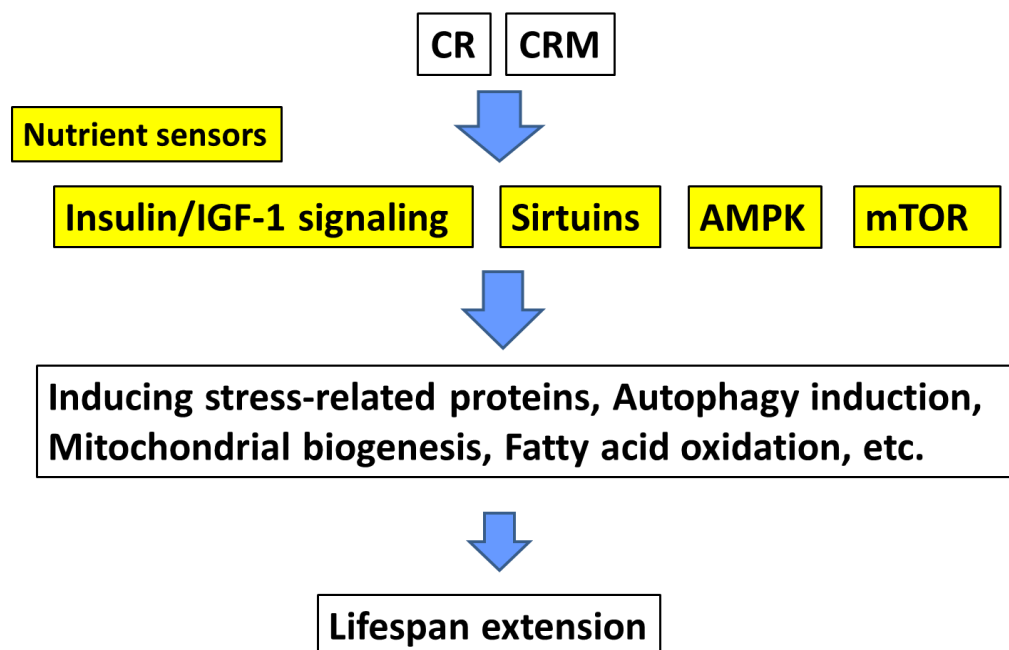 CR CRM
Nutrient sensors
Insulin/IGF-1 signaling Sirtuins AMPK mTOR
Inducing stress-related proteins, Autophagy induction,
Mitochondrial biogenesis, Fatty acid oxidation, etc.
Lifespan extension